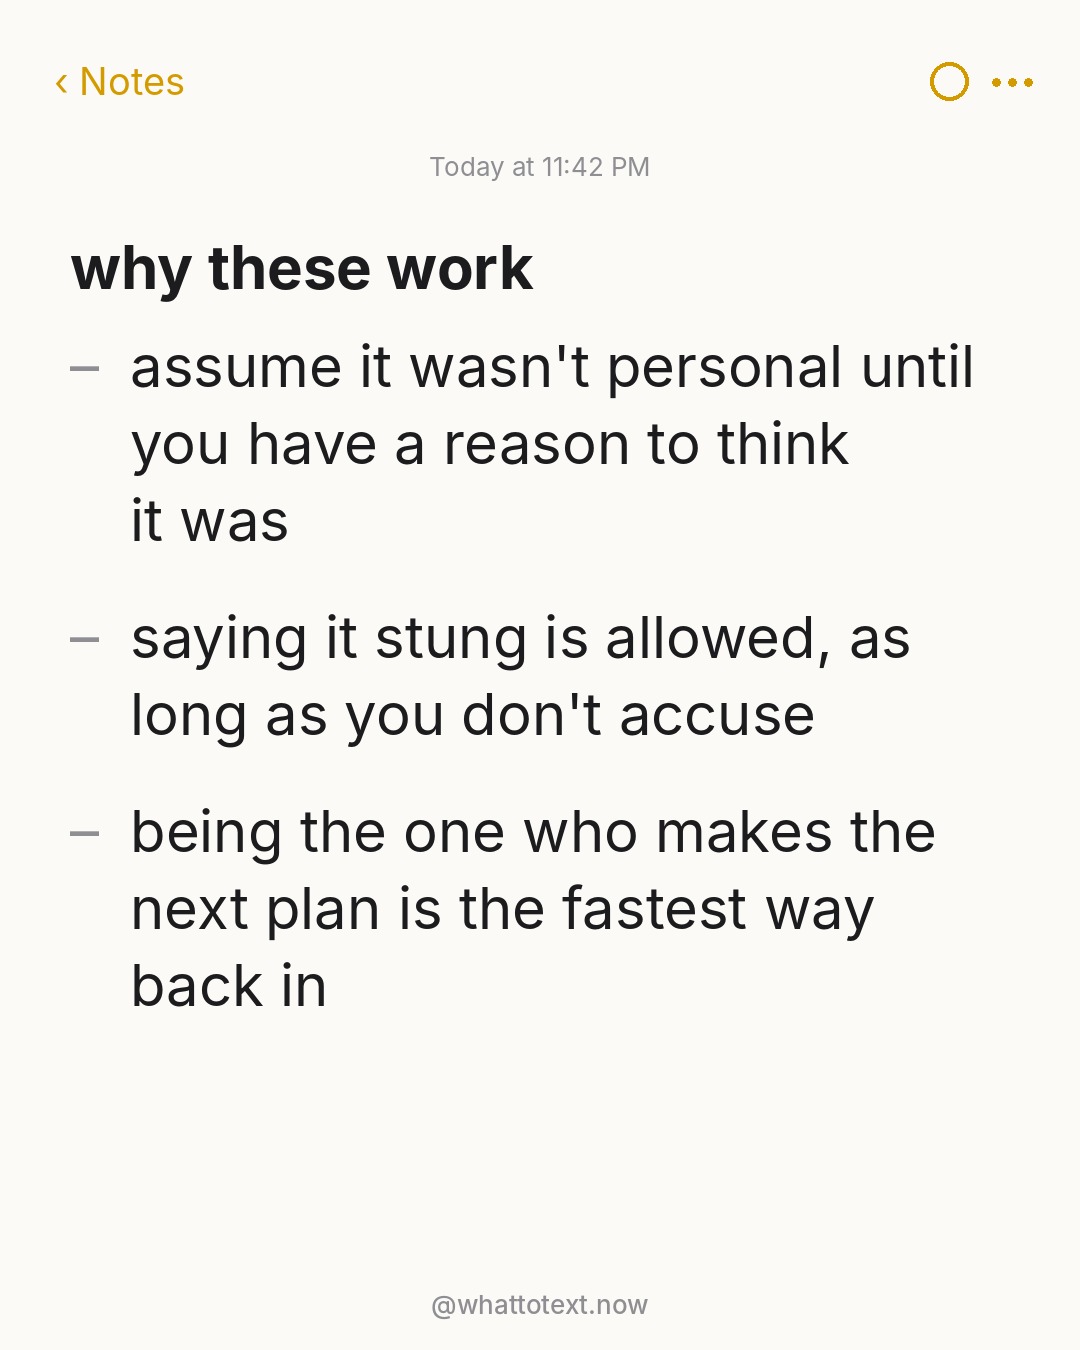 ‹ Notes
Today at 11:42 PM
why these work
– assume it wasn't personal until
you have a reason to think
it was
– saying it stung is allowed, as
long as you don't accuse
– being the one who makes the
next plan is the fastest way
back in
@whattotext.now